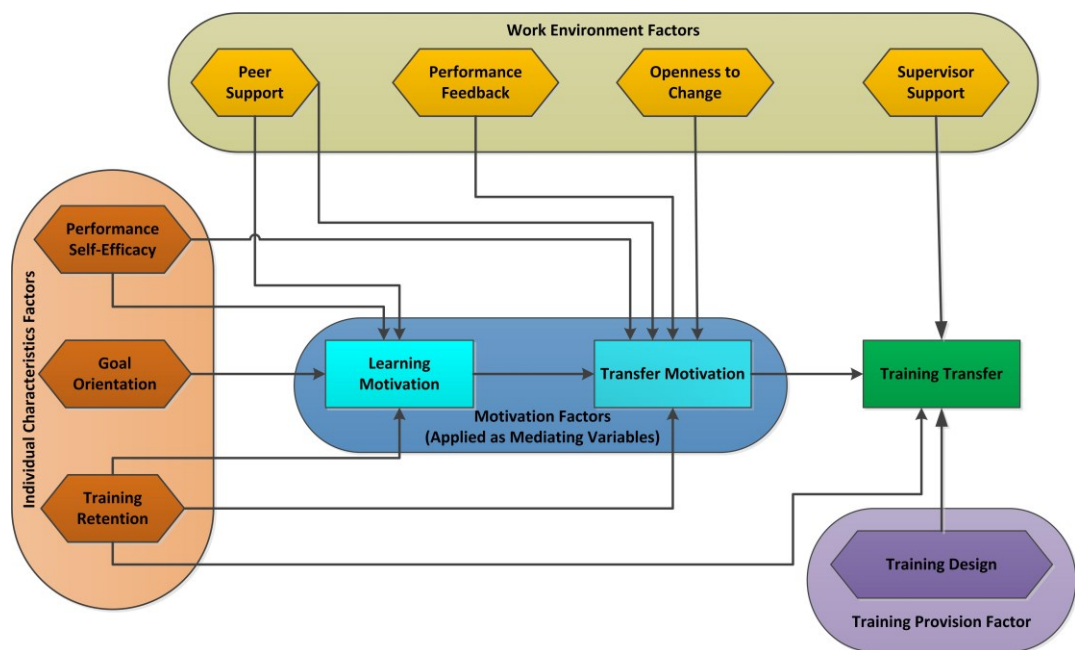 Work Environment Factors
Peer
Support
Performance
Feedback
Openness to
Change
Supervisor
Support
Individual Characteristics Factors
Performance
Self-Efficacy
Goal
Orientation
Training
Retention
Learning
Motivation
Transfer Motivation
Motivation Factors
(Applied as Mediating Variables)
Training Transfer
Training Design
Training Provision Factor